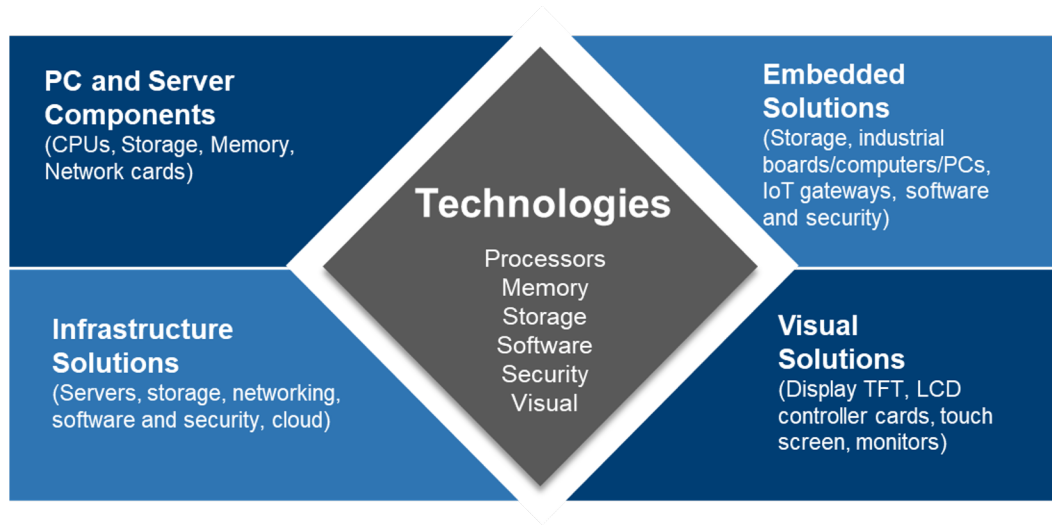 PC and Server
Components
(CPUs, Storage, Memory,
Network cards)
Embedded
Solutions
(Storage, industrial
boards/computers/PCs,
IoT gateways, software
and security)
Technologies
Processors
Memory
Storage
Software
Security
Visual
Infrastructure
Solutions
(Servers, storage, networking,
software and security, cloud)
Visual
Solutions
(Display TFT, LCD
controller cards, touch
screen, monitors)